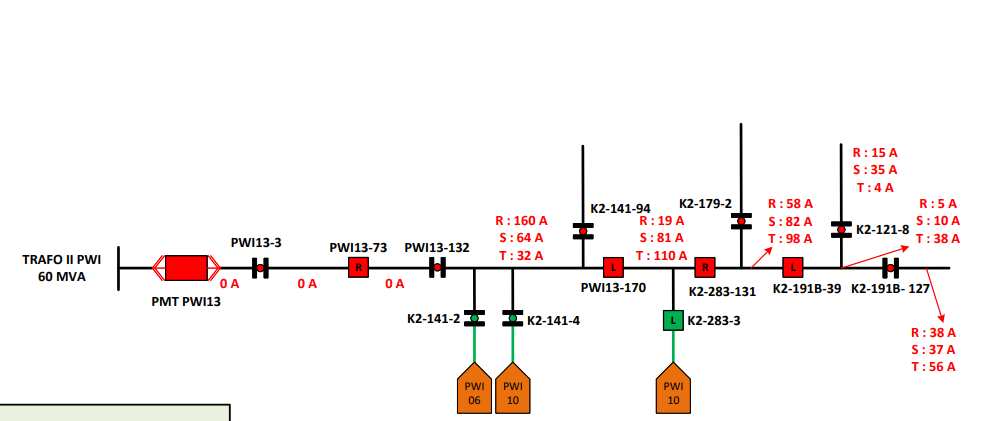 TRAFO II PWI
60 MVA
PMT PWI13
0 A
PWI13-3
0 A
PWI13-73
R
0 A
PWI13-132
K2-141-2
PWI
06
K2-141-4
PWI
10
R : 160 A
S : 64 A
T : 32 A
K2-141-94
L
PWI13-170
R : 19 A
S : 81 A
T : 110 A
L
K2-283-3
PWI
10
R
K2-283-131
K2-179-2
R : 58 A
S : 82 A
T : 98 A
L
K2-191B-39
R : 15 A
S : 35 A
T : 4 A
K2-121-8
R : 5 A
S : 10 A
T : 38 A
K2-191B- 127
R : 38 A
S : 37 A
T : 56 A